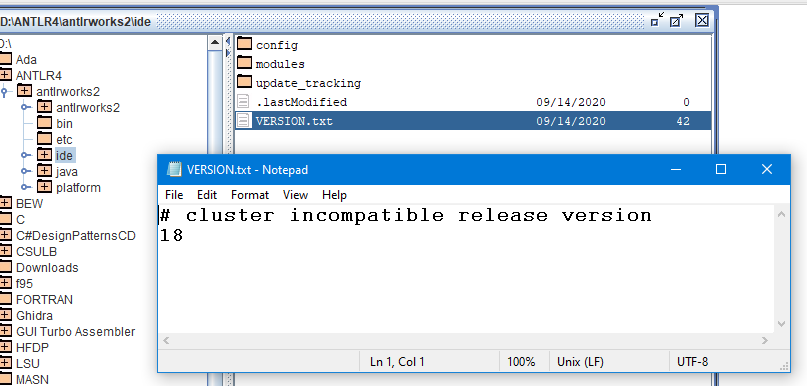 D:\ANTLR4\antlrworks2\ide
D:\
Ada
ANTLR4
antlrworks2
antlrworks2
bin
etc
ide
java
platform
BEW
C
C#DesignPatternsCD
CSULB
Downloads
f95
FORTRAN
Ghidra
GUI Turbo Assembler
HFDP
LSU
MASN
config
modules
update_tracking
.lastModified 09/14/2020 0
VERSION.txt 09/14/2020 42
VERSION.txt - Notepad
File Edit Format View Help
# cluster incompatible release version
18
Ln 1, Col 1 100% Unix (LF) UTF-8